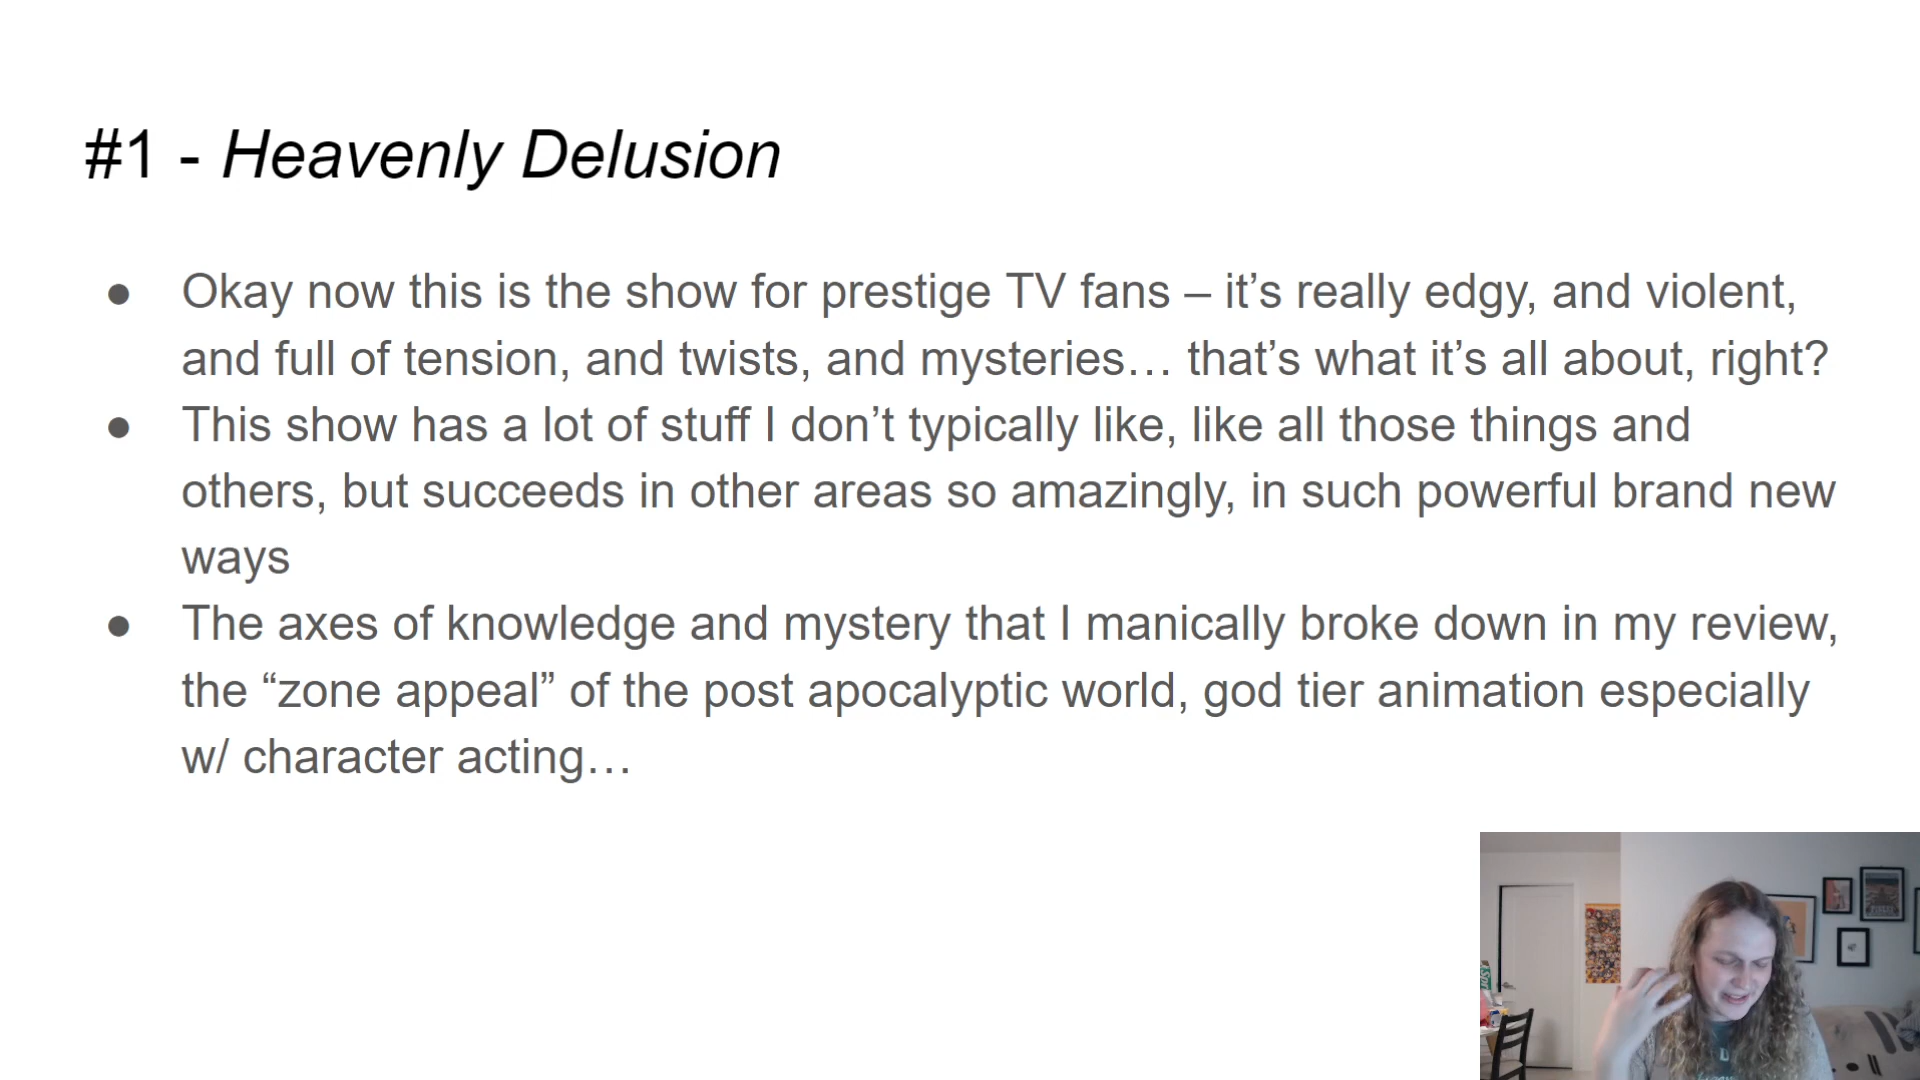 #1 - Heavenly Delusion
● Okay now this is the show for prestige TV fans – it’s really edgy, and violent,
and full of tension, and twists, and mysteries… that’s what it’s all about, right?
● This show has a lot of stuff I don’t typically like, like all those things and
others, but succeeds in other areas so amazingly, in such powerful brand new
ways
● The axes of knowledge and mystery that I manically broke down in my review,
the “zone appeal” of the post apocalyptic world, god tier animation especially
w/ character acting…